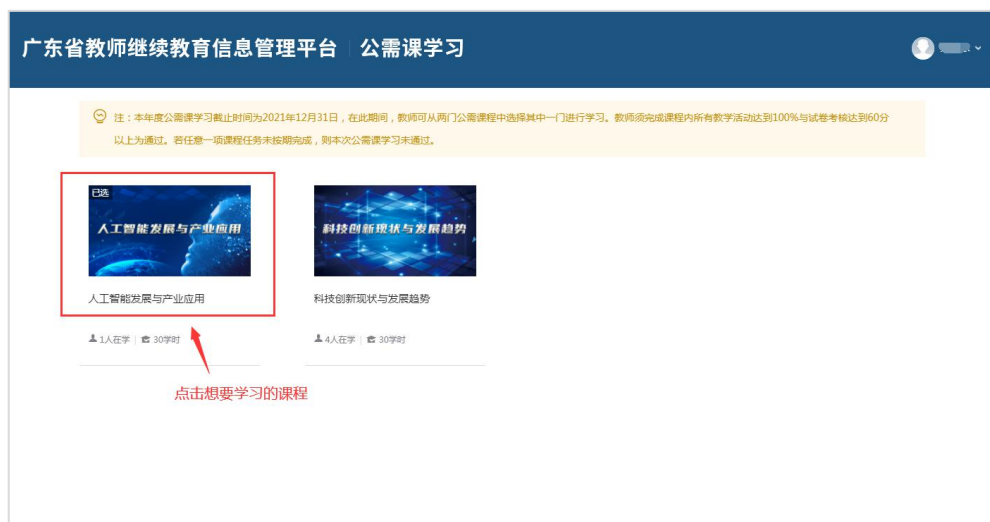 广东省教师继续教育信息管理平台 公需课学习
注：本年度公需课学习截止时间为2021年12月31日，在此期间，教师可从两门公需课程中选择其中一门进行学习。教师须完成课程内所有教学活动达到100%与试卷考核达到60分
以上为通过。若任意一项课程任务未按期完成，则本次公需课学习未通过。
已选
人工智能发展与产业应用
科技创新现状与发展趋势
人工智能发展与产业应用
科技创新现状与发展趋势
1人在学 | 30学时
4人在学 | 30学时
点击想要学习的课程